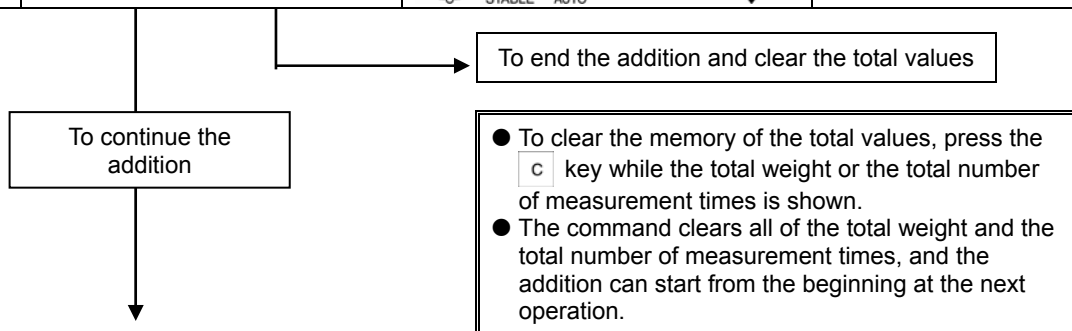 STABLE AUTO
To end the addition and clear the total values
To continue the
addition
● To clear the memory of the total values, press the
C key while the total weight or the total number
of measurement times is shown.
● The command clears all of the total weight and the
total number of measurement times, and the
addition can start from the beginning at the next
operation.